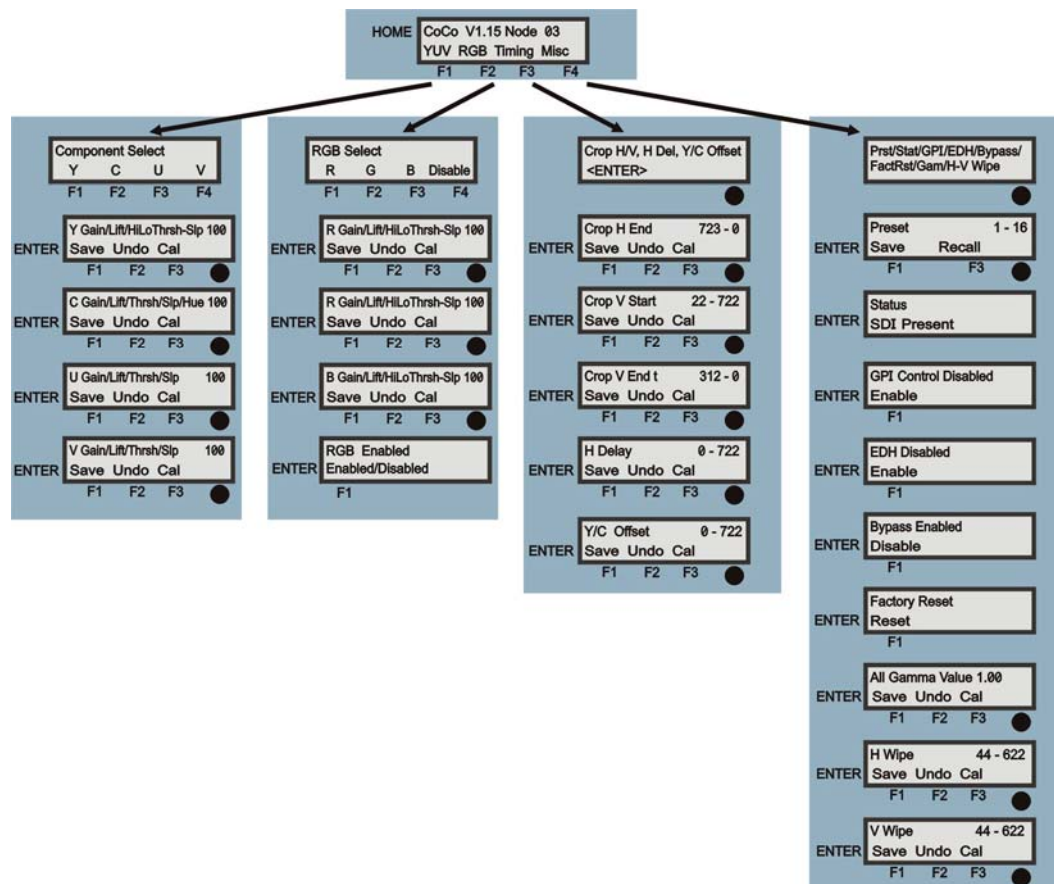 HOME
CoCo V1.15 Node 03
YUV RGB Timing Misc
F1 F2 F3 F4
Component Select
Y C U V
F1 F2 F3 F4
ENTER
Y Gain/Lift/HiLoThrsh-Slp 100
Save Undo Cal
F1 F2 F3
ENTER
C Gain/Lift/Thrsh/Slp/Hue 100
Save Undo Cal
F1 F2 F3
ENTER
U Gain/Lift/Thrsh/Slp 100
Save Undo Cal
F1 F2 F3
ENTER
V Gain/Lift/Thrsh/Slp 100
Save Undo Cal
F1 F2 F3
RGB Select
R G B Disable
F1 F2 F3 F4
ENTER
R Gain/Lift/HiLoThrsh-Slp 100
Save Undo Cal
F1 F2 F3
ENTER
R Gain/Lift/HiLoThrsh-Slp 100
Save Undo Cal
F1 F2 F3
ENTER
B Gain/Lift/HiLoThrsh-Slp 100
Save Undo Cal
F1 F2 F3
ENTER
RGB Enabled
Enabled/Disabled
F1
Crop H/V, H Del, Y/C Offset
<ENTER>
ENTER
Crop H End 723 - 0
Save Undo Cal
F1 F2 F3
ENTER
Crop V Start 22 - 722
Save Undo Cal
F1 F2 F3
ENTER
Crop V End t 312 - 0
Save Undo Cal
F1 F2 F3
ENTER
H Delay 0 - 722
Save Undo Cal
F1 F2 F3
ENTER
Y/C Offset 0 - 722
Save Undo Cal
F1 F2 F3
Prst/Stat/GPI/EDH/Bypass/
FactRst/Gam/H-V Wipe
ENTER
Preset 1 - 16
Save Recall
F1 F3
ENTER
Status
SDI Present
ENTER
GPI Control Disabled
Enable
F1
ENTER
EDH Disabled
Enable
F1
ENTER
Bypass Enabled
Disable
F1
ENTER
Factory Reset
Reset
F1
ENTER
All Gamma Value 1.00
Save Undo Cal
F1 F2 F3
ENTER
H Wipe 44 - 622
Save Undo Cal
F1 F2 F3
ENTER
V Wipe 44 - 622
Save Undo Cal
F1 F2 F3